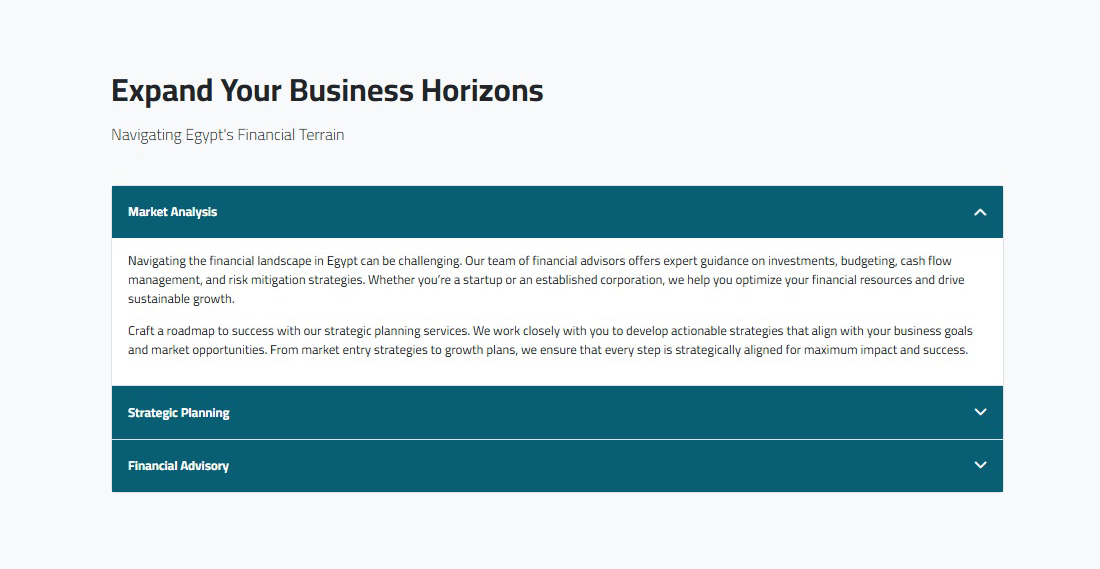 Expand Your Business Horizons
Navigating Egypt's Financial Terrain
Market Analysis
Navigating the financial landscape in Egypt can be challenging. Our team of financial advisors offers expert guidance on investments, budgeting, cash flow
management, and risk mitigation strategies. Whether you’re a startup or an established corporation, we help you optimize your financial resources and drive
sustainable growth.
Craft a roadmap to success with our strategic planning services. We work closely with you to develop actionable strategies that align with your business goals
and market opportunities. From market entry strategies to growth plans, we ensure that every step is strategically aligned for maximum impact and success.
Strategic Planning
Financial Advisory